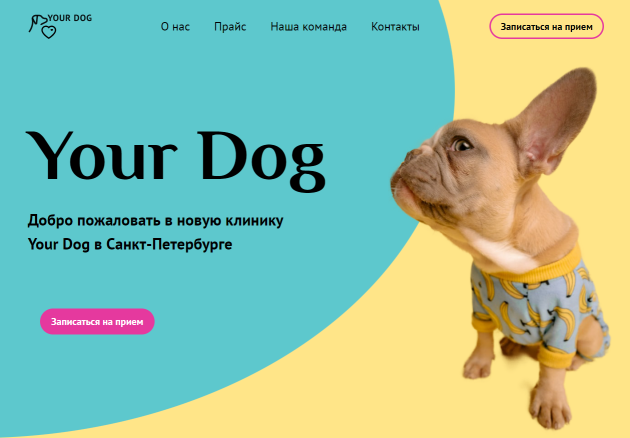 YOUR DOG
О нас
Прайс
Наша команда
Контакты
Записаться на прием
Your Dog
Добро пожаловать в новую клинику
Your Dog в Санкт-Петербурге
Записаться на прием